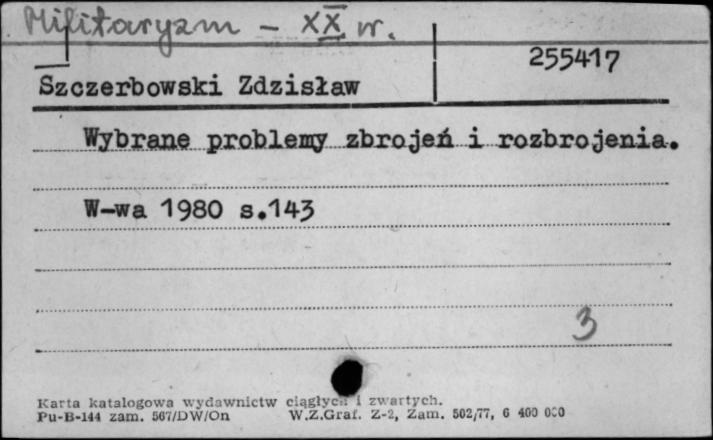 Militaryzm - XX w.
255417
Szczerbowski Zdzisław
Wybrane problemy zbrojeń i rozbrojenia.
W-wa 1980 s.143
3
Karta katalogowa wydawnictw ciągłych i zwartych.
Pu-B-144 zam. 567/DW/On W.Z.Graf. Z-2, Zam. 502/77, 6 400 000